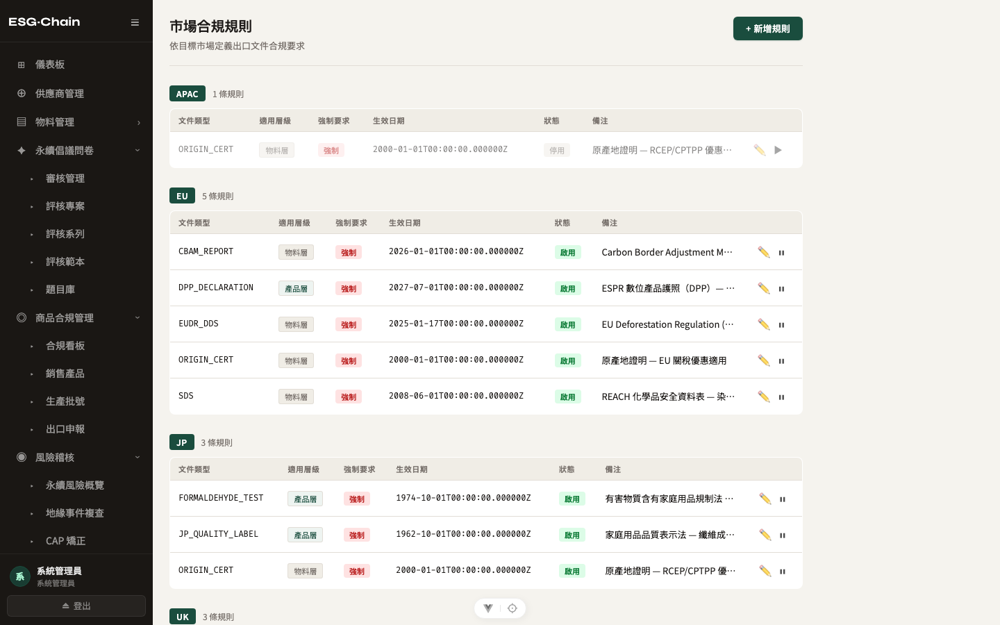 ESG-Chain
儀表板
供應商管理
物料管理
永續倡議問卷
審核管理
評核專案
評核系列
評核範本
題目庫
商品合規管理
合規看板
銷售產品
生產批號
出口申報
風險稽核
永續風險概覽
地緣事件複查
CAP 矯正
系
系統管理員
系統管理員
登出
市場合規規則
依目標市場定義出口文件合規要求
+ 新增規則
APAC 1 條規則
文件類型 適用層級 強制要求 生效日期 狀態 備注
ORIGIN_CERT 物料層 強制 2000-01-01T00:00:00.000000Z 停用 原產地證明 — RCEP/CPTPP 優惠…
EU 5 條規則
文件類型 適用層級 強制要求 生效日期 狀態 備注
CBAM_REPORT 物料層 強制 2026-01-01T00:00:00.000000Z 啟用 Carbon Border Adjustment M…
DPP_DECLARATION 產品層 強制 2027-07-01T00:00:00.000000Z 啟用 ESPR 數位產品護照（DPP）— …
EUDR_DDS 物料層 強制 2025-01-17T00:00:00.000000Z 啟用 EU Deforestation Regulation (…
ORIGIN_CERT 物料層 強制 2000-01-01T00:00:00.000000Z 啟用 原產地證明 — EU 關稅優惠適用
SDS 物料層 強制 2008-06-01T00:00:00.000000Z 啟用 REACH 化學品安全資料表 — 染…
JP 3 條規則
文件類型 適用層級 強制要求 生效日期 狀態 備注
FORMALDEHYDE_TEST 產品層 強制 1974-10-01T00:00:00.000000Z 啟用 有害物質含有家庭用品規制法 …
JP_QUALITY_LABEL 產品層 強制 1962-10-01T00:00:00.000000Z 啟用 家庭用品品質表示法 — 纖維成…
ORIGIN_CERT 物料層 強制 2000-01-01T00:00:00.000000Z 啟用 原產地證明 — RCEP/CPTPP 優…
UK 3 條規則